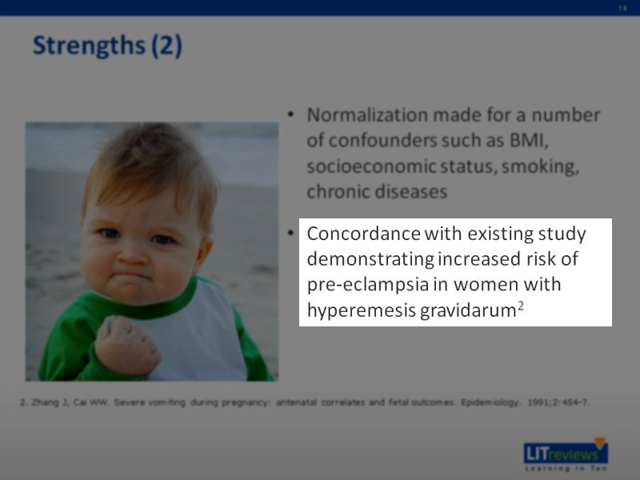 14
Strengths (2)
• Normalization made for a number
of confounders such as BMI,
socioeconomic status, smoking,
chronic diseases
• Concordance with existing study
demonstrating increased risk of
pre-eclampsia in women with
hyperemesis gravidarum2
2. Zhang J, Cai WW. Severe vomiting during pregnancy: antenatal correlates and fetal outcomes. Epidemiology. 1991;2:454-7.
LITreviews
Learning In Ten